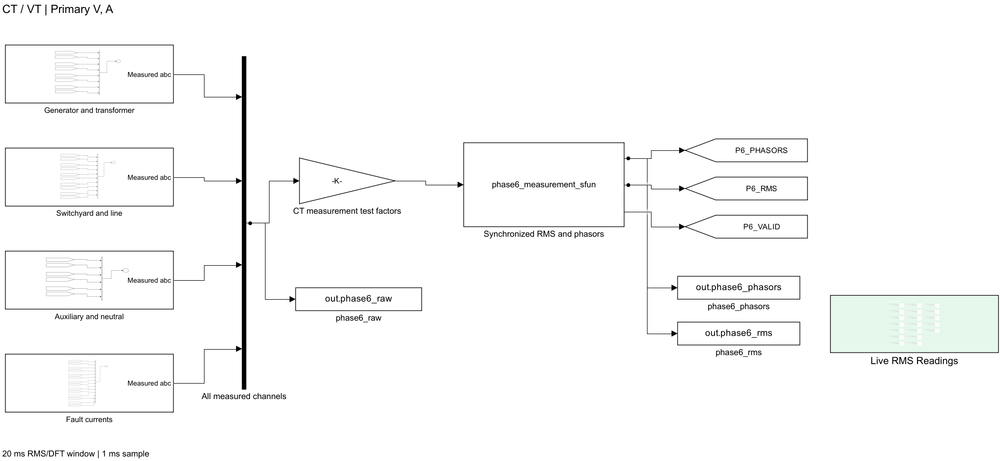 CT / VT | Primary V, A
Measured abc
Generator and transformer
Measured abc
Switchyard and line
Measured abc
Auxiliary and neutral
Measured abc
Fault currents
All measured channels
-K-
CT measurement test factors
out.phase6_raw
phase6_raw
phase6_measurement_sfun
Synchronized RMS and phasors
P6_PHASORS
P6_RMS
P6_VALID
out.phase6_phasors
phase6_phasors
out.phase6_rms
phase6_rms
Live RMS Readings
20 ms RMS/DFT window | 1 ms sample